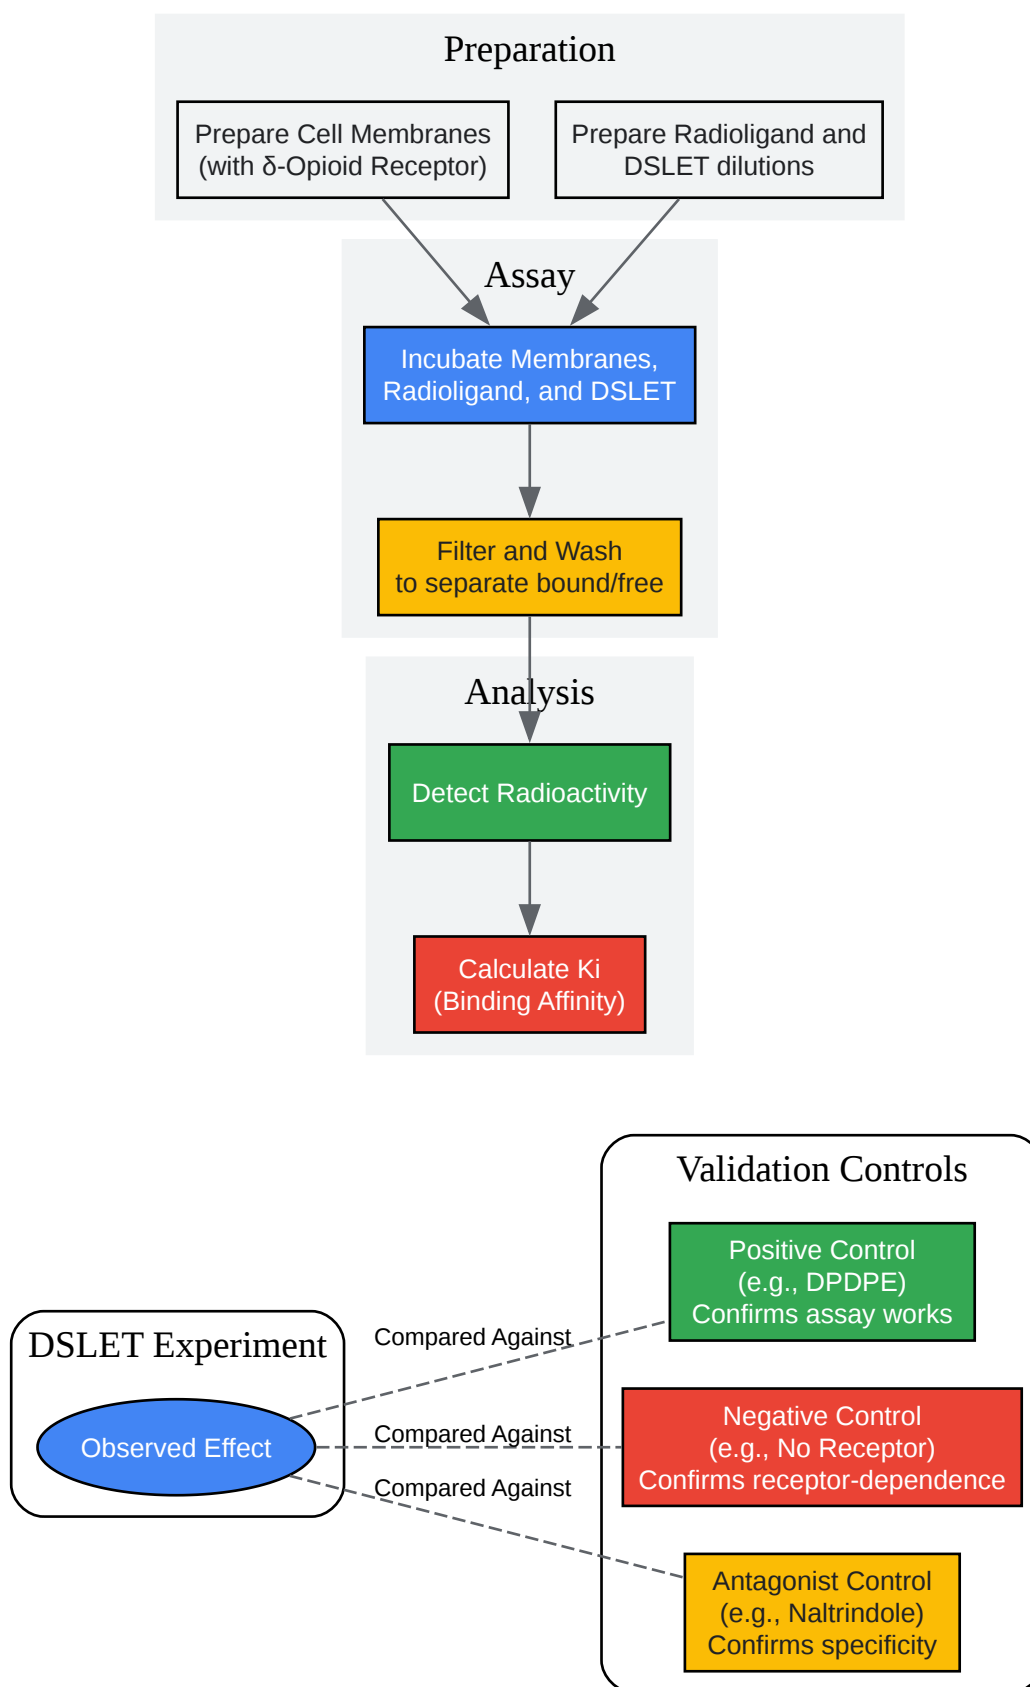 Preparation
Prepare Cell Membranes
(with δ-Opioid Receptor)
Prepare Radioligand and
DSLET dilutions
Assay
Incubate Membranes,
Radioligand, and DSLET
Filter and Wash
to separate bound/free
Analysis
Detect Radioactivity
Calculate Ki
(Binding Affinity)
Validation Controls
Positive Control
(e.g., DPDPE)
Confirms assay works
DSLET Experiment
Observed Effect
Compared Against
Compared Against
Compared Against
Negative Control
(e.g., No Receptor)
Confirms receptor-dependence
Antagonist Control
(e.g., Naltrindole)
Confirms specificity